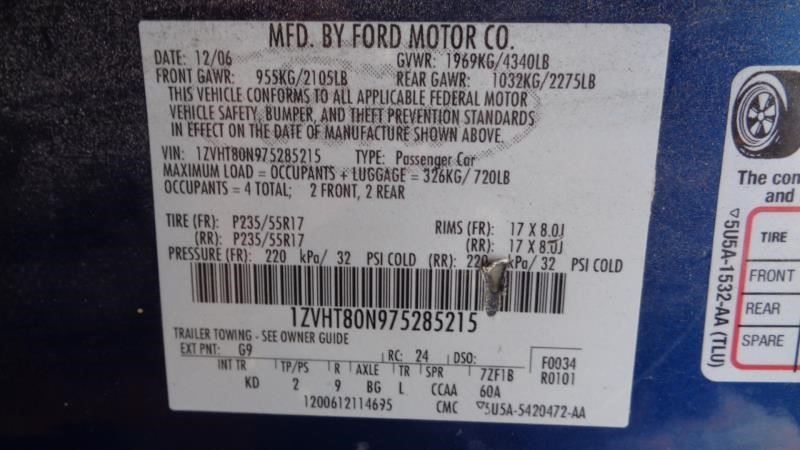 MFD. BY FORD MOTOR CO.
DATE: 12/06 GVWR: 1969KG/4340LB
FRONT GAWR: 955KG/2105LB REAR GAWR: 1032KG/2275LB
THIS VEHICLE CONFORMS TO ALL APPLICABLE FEDERAL MOTOR
VEHICLE SAFETY, BUMPER, AND THEFT PREVENTION STANDARDS
IN EFFECT ON THE DATE OF MANUFACTURE SHOWN ABOVE.
VIN: 1ZVHT80N975285215 TYPE: Passenger Car
MAXIMUM LOAD = OCCUPANTS + LUGGAGE = 326KG/720LB
OCCUPANTS = 4 TOTAL; 2 FRONT, 2 REAR
TIRE (FR): P235/55R17 RIMS (FR): 17 X 8.0J
(RR): P235/55R17 (RR): 17 X 8.0J
PRESSURE (FR): 220 kPa/ 32 PSI COLD (RR): 220 kPa/ 32 PSI COLD
1ZVHT80N975285215
TRAILER TOWING - SEE OWNER GUIDE
EXT PNT: G9 RC: 24 DSO: F0034
INT TR TP/PS R AXLE TR SPR 7ZF1B R0101
KD 2 9 BG L CCAA 60A
1200612114695 CMC ▽5U5A-5420472-AA
The con
and
TIRE
FRONT
REAR
SPARE
▽5U5A-1532-AA (TLU)